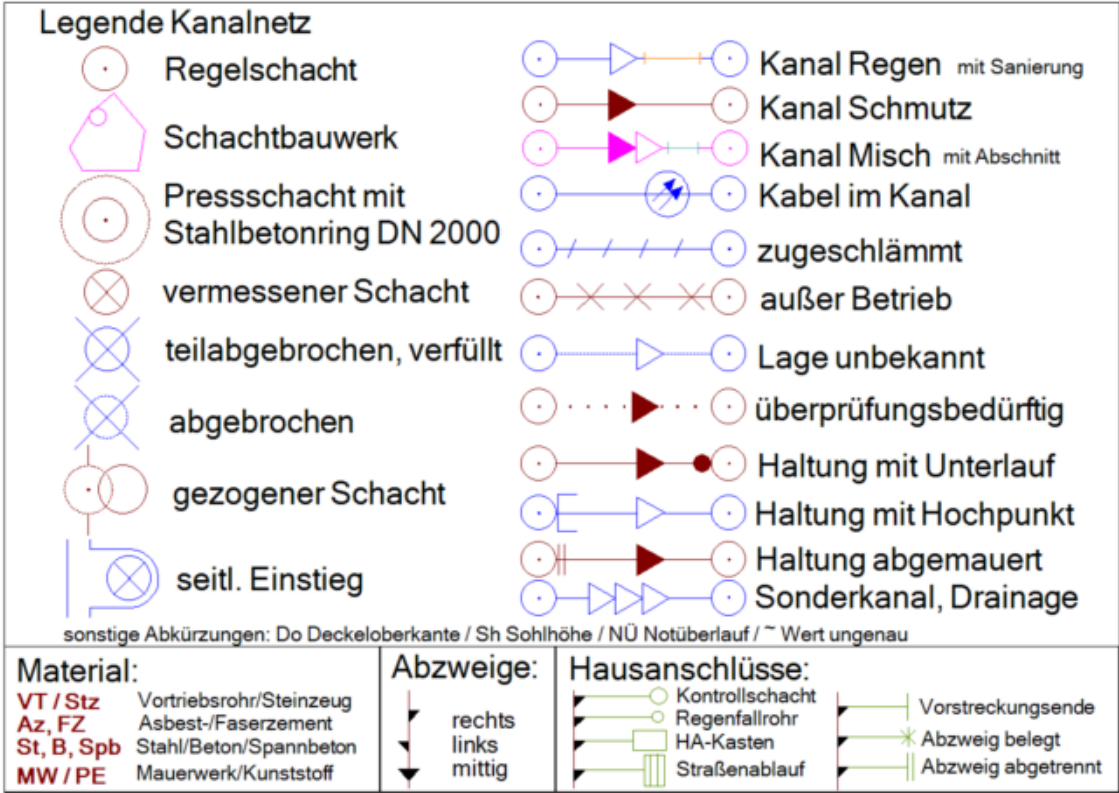 Legende Kanalnetz
Regelschacht
Schachtbauwerk
Pressschacht mit
Stahlbetonring DN 2000
vermessener Schacht
teilabgebrochen, verfüllt
abgebrochen
gezogener Schacht
seitl. Einstieg
Kanal Regen mit Sanierung
Kanal Schmutz
Kanal Misch mit Abschnitt
Kabel im Kanal
zugeschlämmt
außer Betrieb
Lage unbekannt
überprüfungsbedürftig
Haltung mit Unterlauf
Haltung mit Hochpunkt
Haltung abgemauert
Sonderkanal, Drainage
sonstige Abkürzungen: Do Deckeloberkante / Sh Sohlhöhe / NÜ Notüberlauf / ~ Wert ungenau
Material:
VT / Stz Vortriebsrohr/Steinzeug
Az, FZ Asbest-/Faserzement
St, B, Spb Stahl/Beton/Spannbeton
MW / PE Mauerwerk/Kunststoff
Abzweige:
rechts
links
mittig
Hausanschlüsse:
Kontrollschacht
Regenfallrohr
HA-Kasten
Straßenablauf
Vorstreckungsende
Abzweig belegt
Abzweig abgetrennt